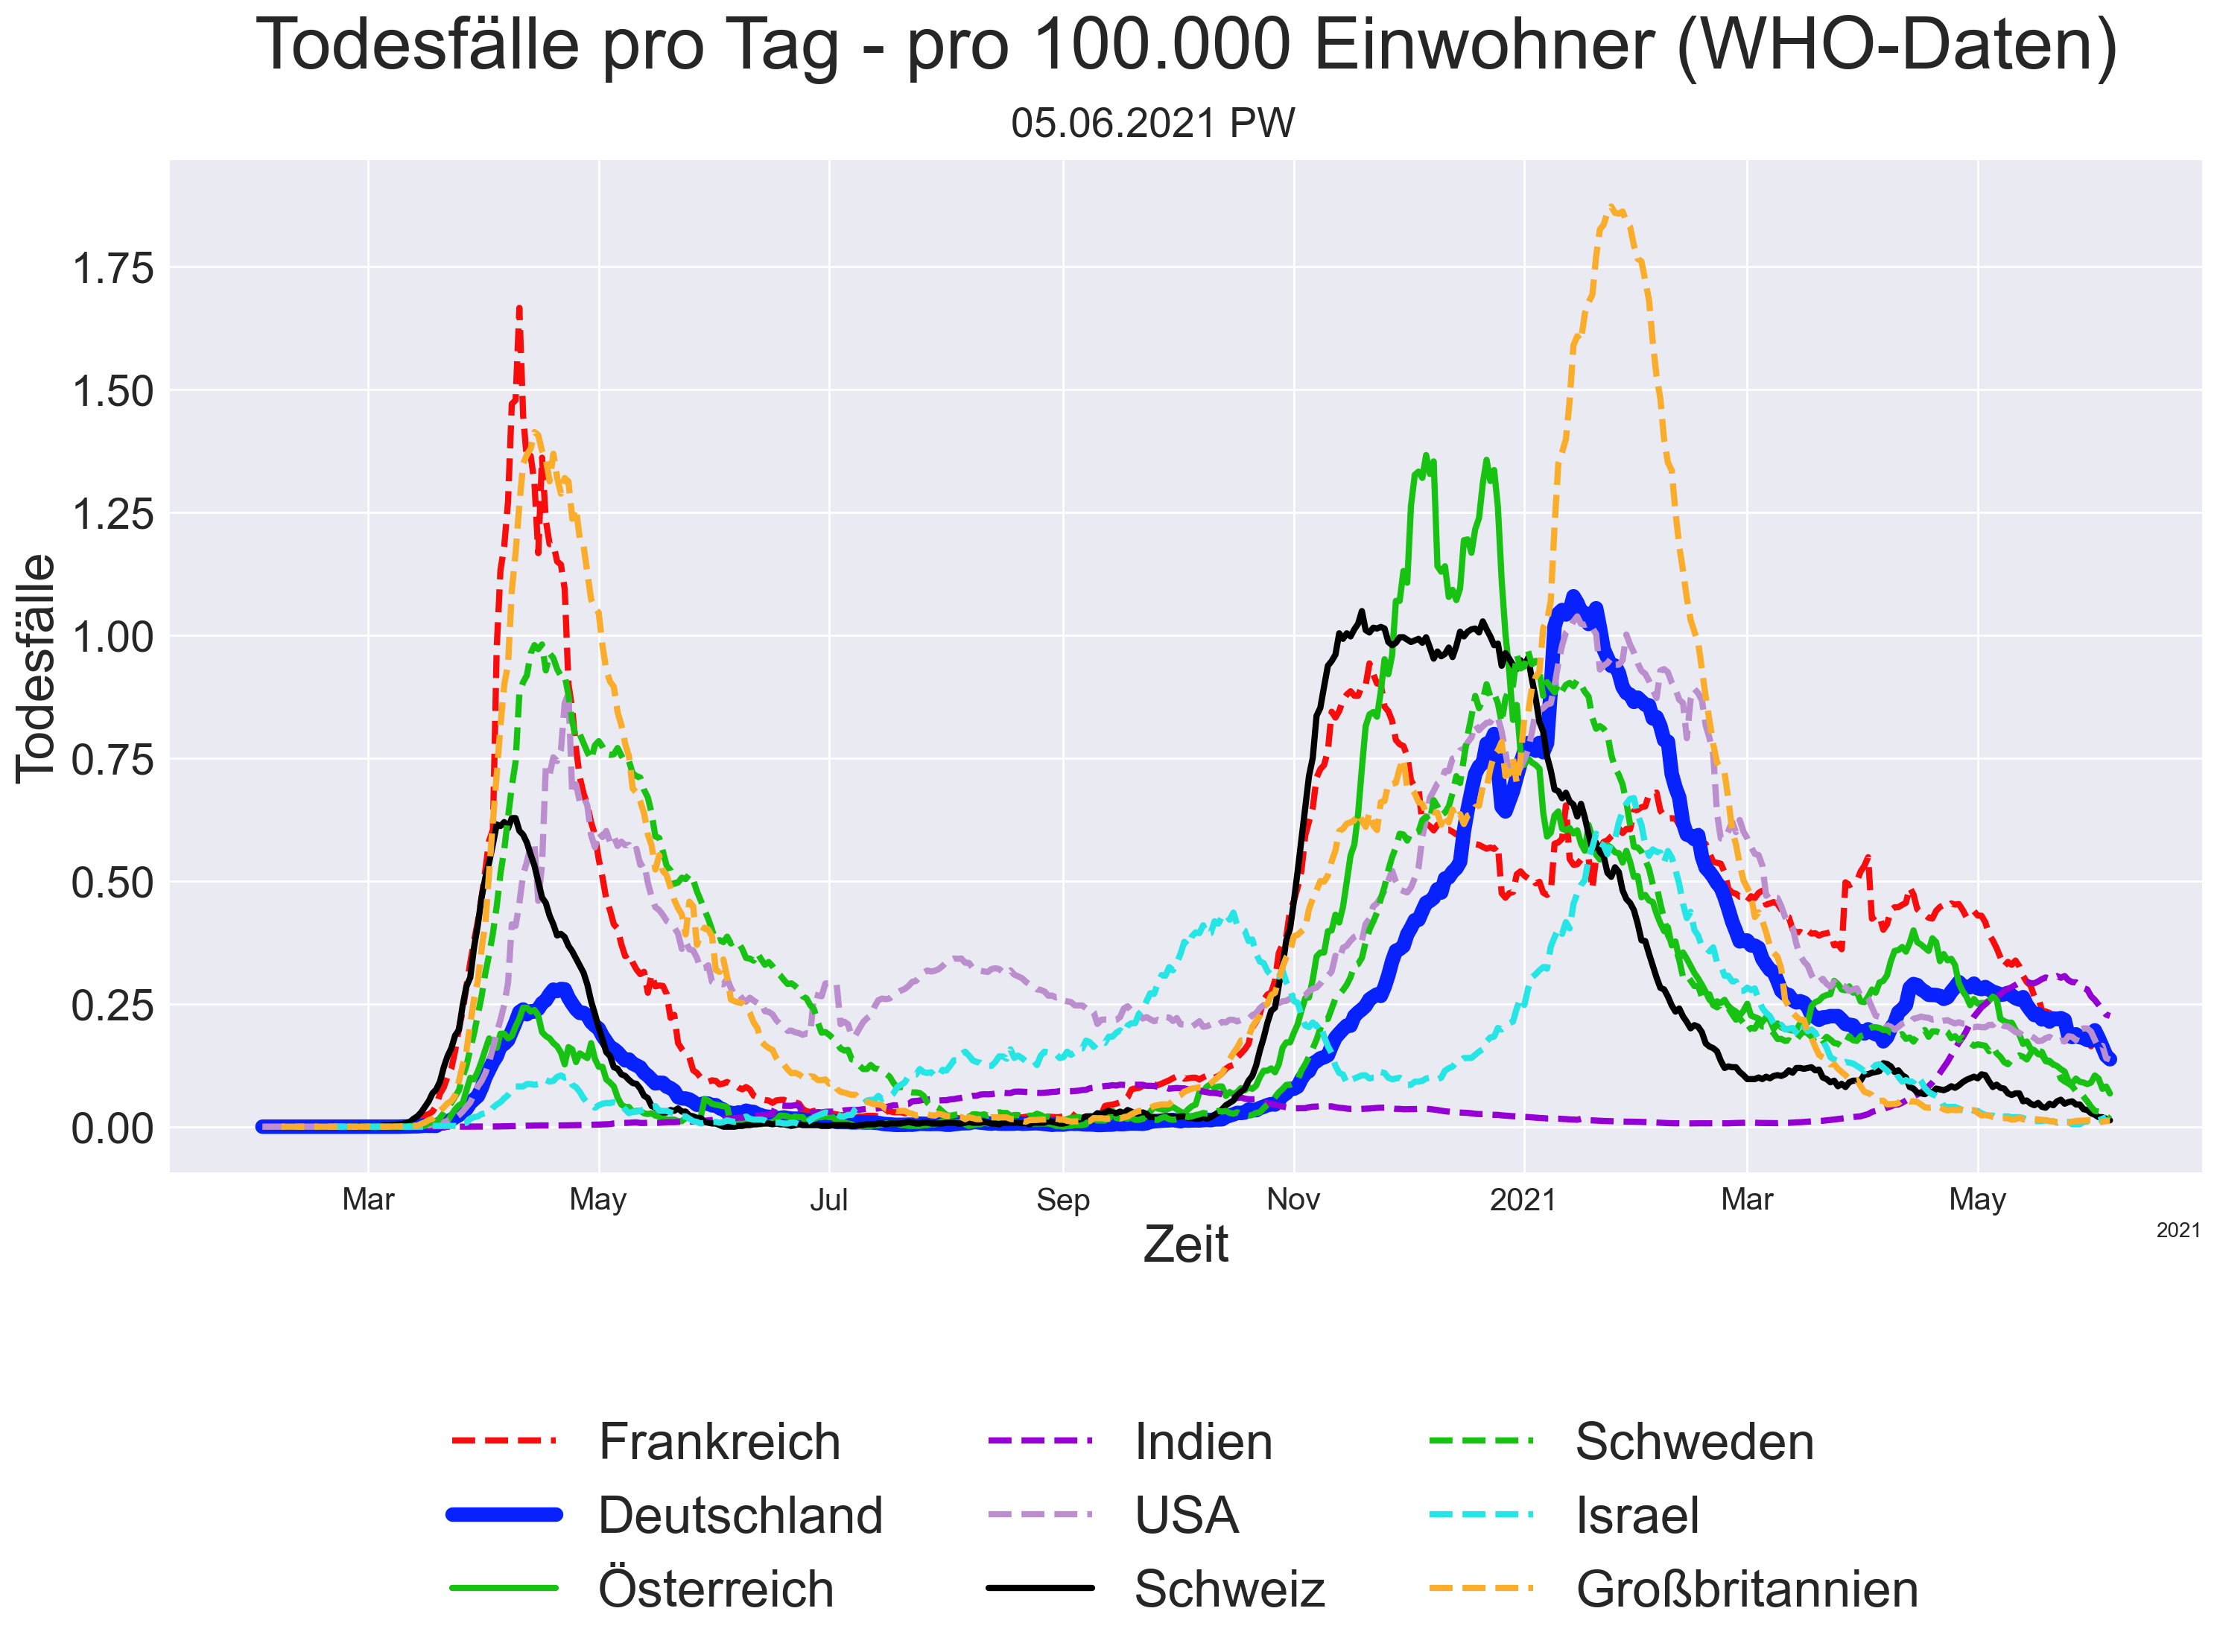 Todesfälle pro Tag - pro 100.000 Einwohner (WHO-Daten)
05.06.2021 PW
Todesfälle
1.75
1.50
1.25
1.00
0.75
0.50
0.25
0.00
Mar May Jul Sep Nov 2021 Mar May
2021
Zeit
Frankreich Indien Schweden
Deutschland USA Israel
Österreich Schweiz Großbritannien